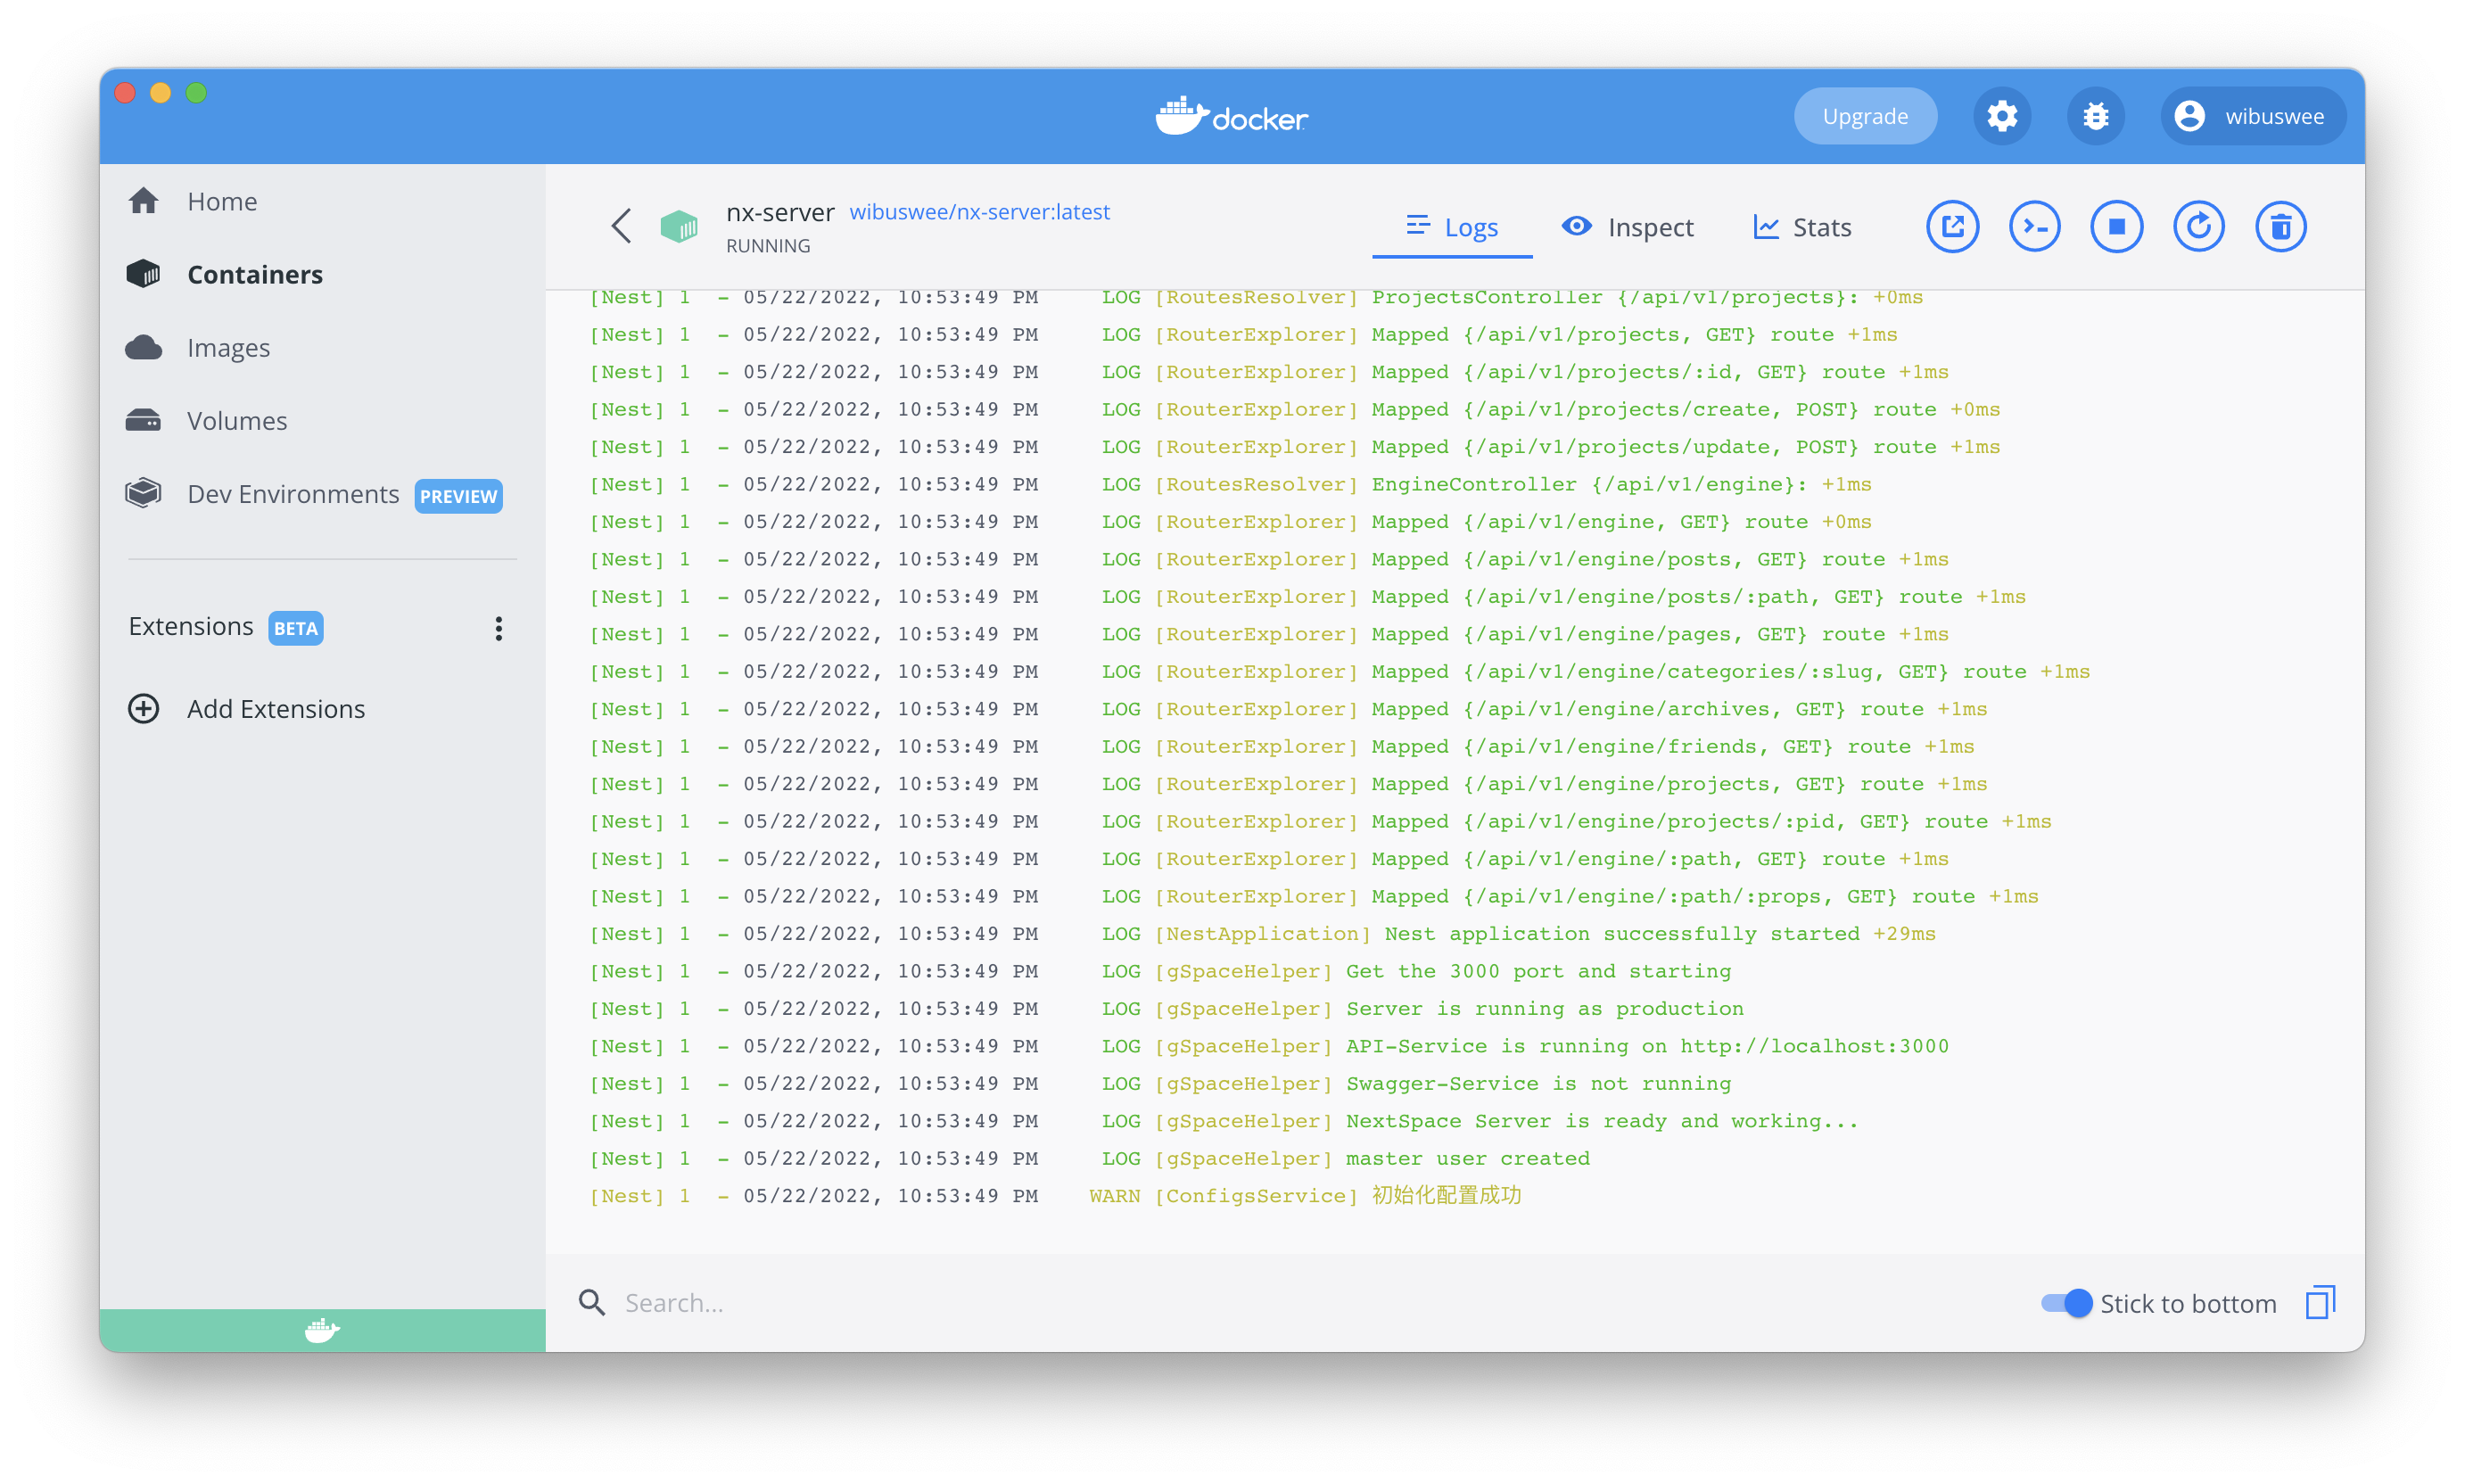 docker
Upgrade
wibuswee
Home
Containers
Images
Volumes
Dev Environments PREVIEW
Extensions BETA
Add Extensions
nx-server wibuswee/nx-server:latest
RUNNING
Logs Inspect Stats
[Nest] 1 - 05/22/2022, 10:53:49 PM LOG [RoutesResolver] ProjectsController {/api/v1/projects}: +0ms
[Nest] 1 - 05/22/2022, 10:53:49 PM LOG [RouterExplorer] Mapped {/api/v1/projects, GET} route +1ms
[Nest] 1 - 05/22/2022, 10:53:49 PM LOG [RouterExplorer] Mapped {/api/v1/projects/:id, GET} route +1ms
[Nest] 1 - 05/22/2022, 10:53:49 PM LOG [RouterExplorer] Mapped {/api/v1/projects/create, POST} route +0ms
[Nest] 1 - 05/22/2022, 10:53:49 PM LOG [RouterExplorer] Mapped {/api/v1/projects/update, POST} route +1ms
[Nest] 1 - 05/22/2022, 10:53:49 PM LOG [RoutesResolver] EngineController {/api/v1/engine}: +1ms
[Nest] 1 - 05/22/2022, 10:53:49 PM LOG [RouterExplorer] Mapped {/api/v1/engine, GET} route +0ms
[Nest] 1 - 05/22/2022, 10:53:49 PM LOG [RouterExplorer] Mapped {/api/v1/engine/posts, GET} route +1ms
[Nest] 1 - 05/22/2022, 10:53:49 PM LOG [RouterExplorer] Mapped {/api/v1/engine/posts/:path, GET} route +1ms
[Nest] 1 - 05/22/2022, 10:53:49 PM LOG [RouterExplorer] Mapped {/api/v1/engine/pages, GET} route +1ms
[Nest] 1 - 05/22/2022, 10:53:49 PM LOG [RouterExplorer] Mapped {/api/v1/engine/categories/:slug, GET} route +1ms
[Nest] 1 - 05/22/2022, 10:53:49 PM LOG [RouterExplorer] Mapped {/api/v1/engine/archives, GET} route +1ms
[Nest] 1 - 05/22/2022, 10:53:49 PM LOG [RouterExplorer] Mapped {/api/v1/engine/friends, GET} route +1ms
[Nest] 1 - 05/22/2022, 10:53:49 PM LOG [RouterExplorer] Mapped {/api/v1/engine/projects, GET} route +1ms
[Nest] 1 - 05/22/2022, 10:53:49 PM LOG [RouterExplorer] Mapped {/api/v1/engine/projects/:pid, GET} route +1ms
[Nest] 1 - 05/22/2022, 10:53:49 PM LOG [RouterExplorer] Mapped {/api/v1/engine/:path, GET} route +1ms
[Nest] 1 - 05/22/2022, 10:53:49 PM LOG [RouterExplorer] Mapped {/api/v1/engine/:path/:props, GET} route +1ms
[Nest] 1 - 05/22/2022, 10:53:49 PM LOG [NestApplication] Nest application successfully started +29ms
[Nest] 1 - 05/22/2022, 10:53:49 PM LOG [gSpaceHelper] Get the 3000 port and starting
[Nest] 1 - 05/22/2022, 10:53:49 PM LOG [gSpaceHelper] Server is running as production
[Nest] 1 - 05/22/2022, 10:53:49 PM LOG [gSpaceHelper] API-Service is running on http://localhost:3000
[Nest] 1 - 05/22/2022, 10:53:49 PM LOG [gSpaceHelper] Swagger-Service is not running
[Nest] 1 - 05/22/2022, 10:53:49 PM LOG [gSpaceHelper] NextSpace Server is ready and working...
[Nest] 1 - 05/22/2022, 10:53:49 PM LOG [gSpaceHelper] master user created
[Nest] 1 - 05/22/2022, 10:53:49 PM WARN [ConfigsService] 初始化配置成功
Search...
Stick to bottom